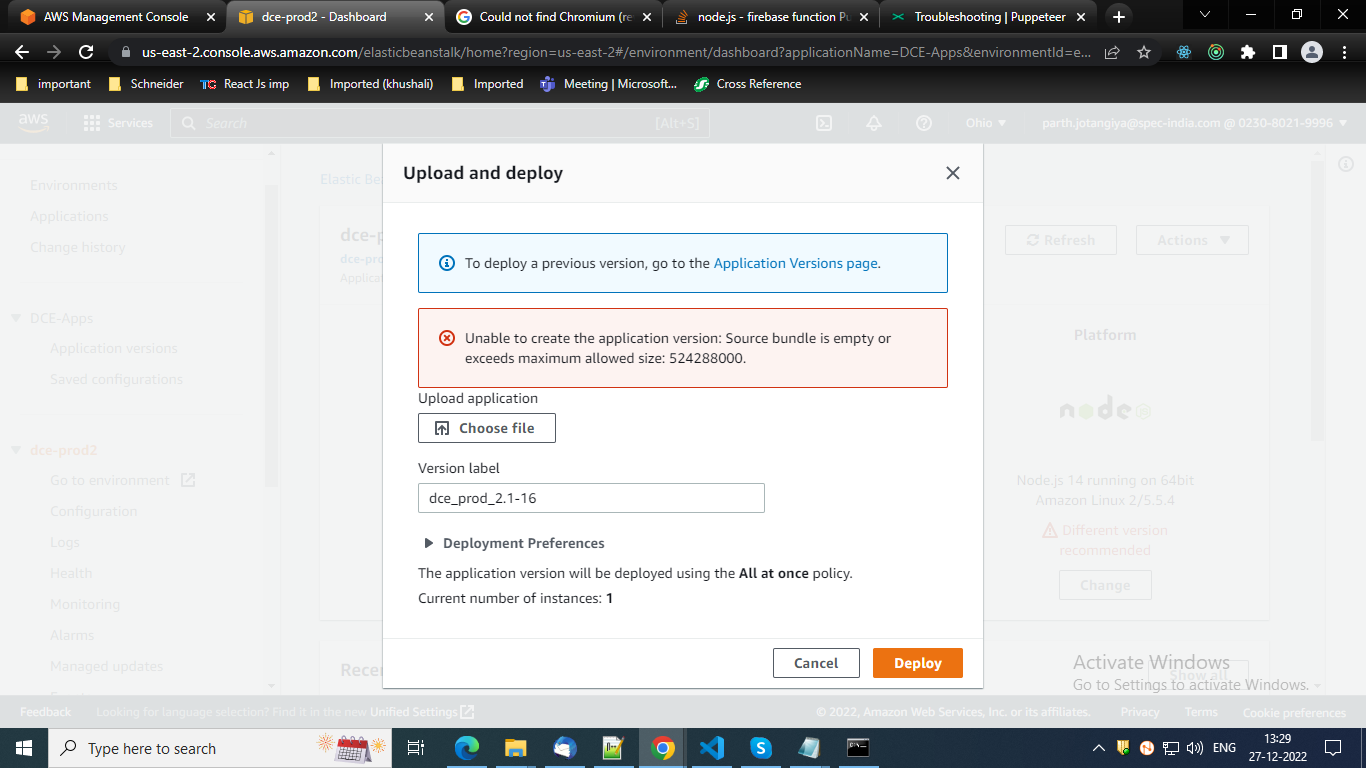 AWS Management Console
dce-prod2 - Dashboard
Could not find Chromium (re
node.js - firebase function Pu
Troubleshooting | Puppeteer
us-east-2.console.aws.amazon.com/elasticbeanstalk/home?region=us-east-2#/environment/dashboard?applicationName=DCE-Apps&environmentId=e...
important
Schneider
React Js imp
Imported (khushali)
Imported
Meeting | Microsoft...
Cross Reference
aws
Services
Search
[Alt+S]
Ohio
parth.jotangiya@spec-india.com @ 0230-8021-9996
Environments
Applications
Change history
DCE-Apps
Application versions
Saved configurations
dce-prod2
Go to environment
Configuration
Logs
Health
Monitoring
Alarms
Managed updates
Elastic Be
dce-p
dce-pro
Applicat
Refresh
Actions
Upload and deploy
To deploy a previous version, go to the Application Versions page.
Unable to create the application version: Source bundle is empty or
exceeds maximum allowed size: 524288000.
Upload application
Choose file
Version label
dce_prod_2.1-16
Deployment Preferences
The application version will be deployed using the All at once policy.
Current number of instances: 1
Cancel
Deploy
Platform
node
Node.js 14 running on 64bit
Amazon Linux 2/5.5.4
Different version
recommended
Change
Recen
Show all
Activate Windows
Go to Settings to activate Windows.
Feedback
Looking for language selection? Find it in the new Unified Settings
© 2022, Amazon Web Services, Inc. or its affiliates.
Privacy
Terms
Cookie preferences
Type here to search
ENG
13:29
27-12-2022